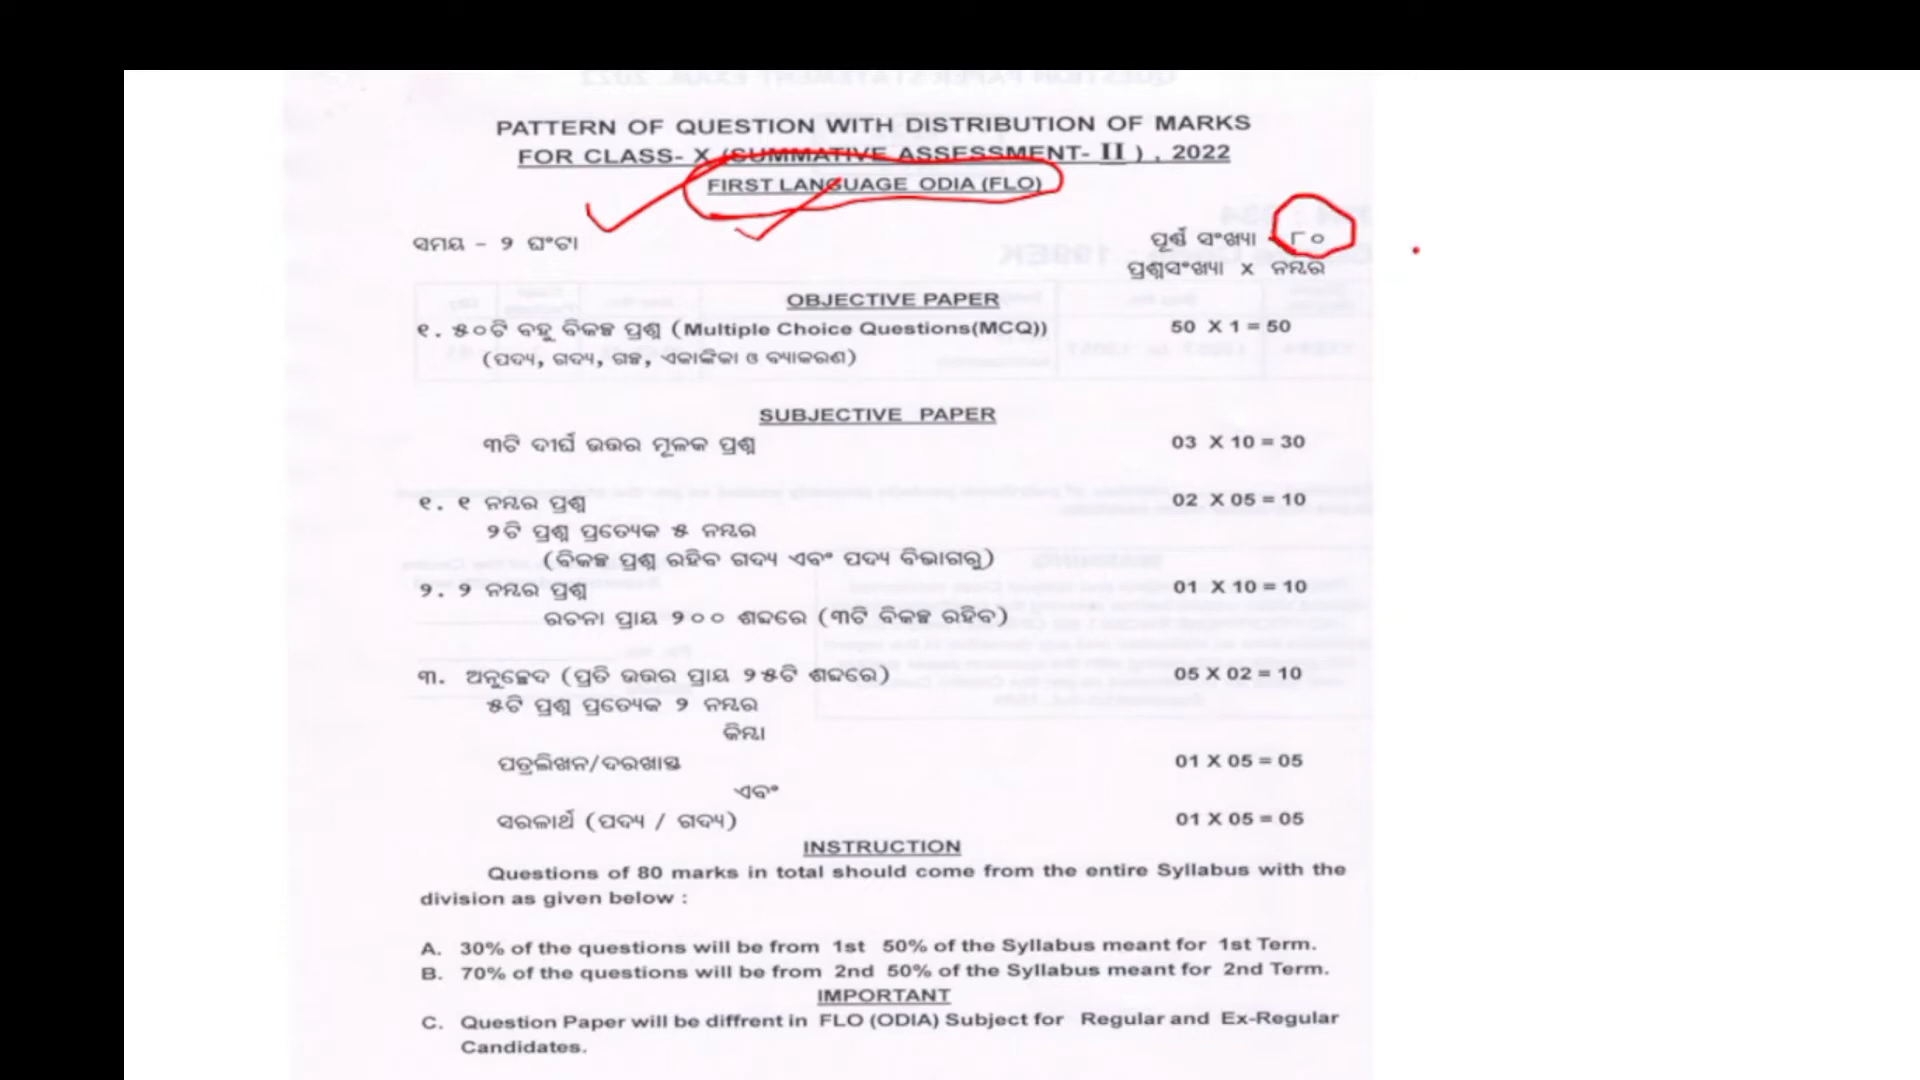 PATTERN OF QUESTION WITH DISTRIBUTION OF MARKS
FOR CLASS- X (SUMMATIVE ASSESSMENT- II ) , 2022
FIRST LANGUAGE ODIA (FLO)
ସମୟ - ୨ ଘଂଟା
ପୂର୍ଣ୍ଣ ସଂଖ୍ୟା - ୮୦
ପ୍ରଶ୍ନସଂଖ୍ୟା x ନମ୍ଭର
OBJECTIVE PAPER
୧. ୫୦ଟି ବହୁ ବିକଳ୍ପ ପ୍ରଶ୍ନ (Multiple Choice Questions(MCQ)) 50 X 1 = 50
(ପଦ୍ୟ, ଗଦ୍ୟ, ଗଳ୍ପ, ଏକାଙ୍କିକା ଓ ବ୍ୟାକରଣ)
SUBJECTIVE PAPER
୩ଟି ଦୀର୍ଘ ଉତ୍ତର ମୂଳକ ପ୍ରଶ୍ନ 03 X 10 = 30
୧. ୧ ନମ୍ଭର ପ୍ରଶ୍ନ 02 X 05 = 10
୨ଟି ପ୍ରଶ୍ନ ପ୍ରତ୍ୟେକ ୫ ନମ୍ଭର
(ବିକଳ୍ପ ପ୍ରଶ୍ନ ରହିବ ଗଦ୍ୟ ଏବଂ ପଦ୍ୟ ବିଭାଗରୁ)
୨. ୨ ନମ୍ଭର ପ୍ରଶ୍ନ 01 X 10 = 10
ରଚନା ପ୍ରାୟ ୨୦୦ ଶବ୍ଦରେ (୩ଟି ବିକଳ୍ପ ରହିବ)
୩. ଅନୁଚ୍ଛେଦ (ପ୍ରତି ଉତ୍ତର ପ୍ରାୟ ୨୫ଟି ଶବ୍ଦରେ) 05 X 02 = 10
୫ଟି ପ୍ରଶ୍ନ ପ୍ରତ୍ୟେକ ୨ ନମ୍ଭର
କିମ୍ଭା
ପତ୍ରଲିଖନ/ଦରଖାସ୍ତ 01 X 05 = 05
ଏବଂ
ସରଳାର୍ଥ (ପଦ୍ୟ / ଗଦ୍ୟ) 01 X 05 = 05
INSTRUCTION
Questions of 80 marks in total should come from the entire Syllabus with the
division as given below :
A. 30% of the questions will be from 1st 50% of the Syllabus meant for 1st Term.
B. 70% of the questions will be from 2nd 50% of the Syllabus meant for 2nd Term.
IMPORTANT
C. Question Paper will be diffrent in FLO (ODIA) Subject for Regular and Ex-Regular
Candidates.